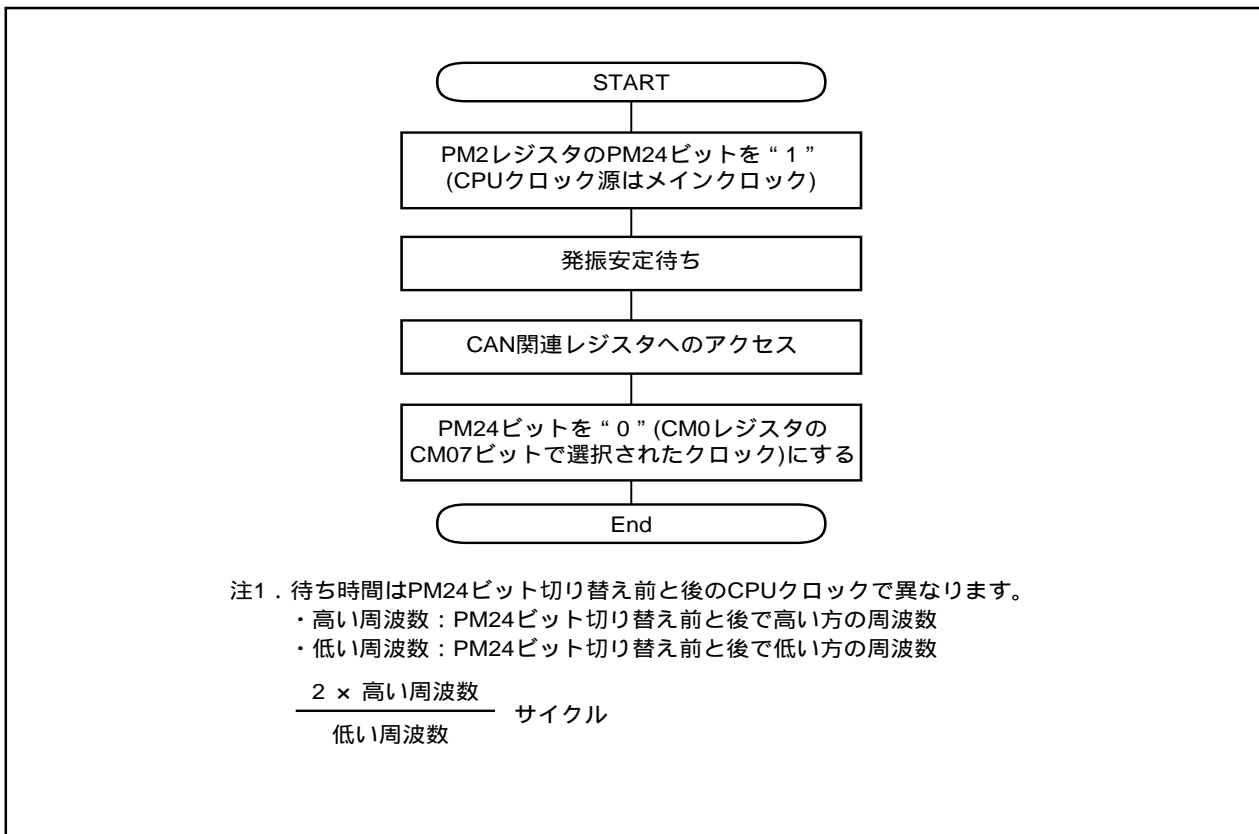 START
PM2レジスタのPM24ビットを“1”
(CPUクロック源はメインクロック)
発振安定待ち
CAN関連レジスタへのアクセス
PM24ビットを“0”(CM0レジスタの
CM07ビットで選択されたクロック)にする
End
注1．待ち時間はPM24ビット切り替え前と後のCPUクロックで異なります。
・高い周波数：PM24ビット切り替え前と後で高い方の周波数
・低い周波数：PM24ビット切り替え前と後で低い方の周波数
2 × 高い周波数
低い周波数
サイクル